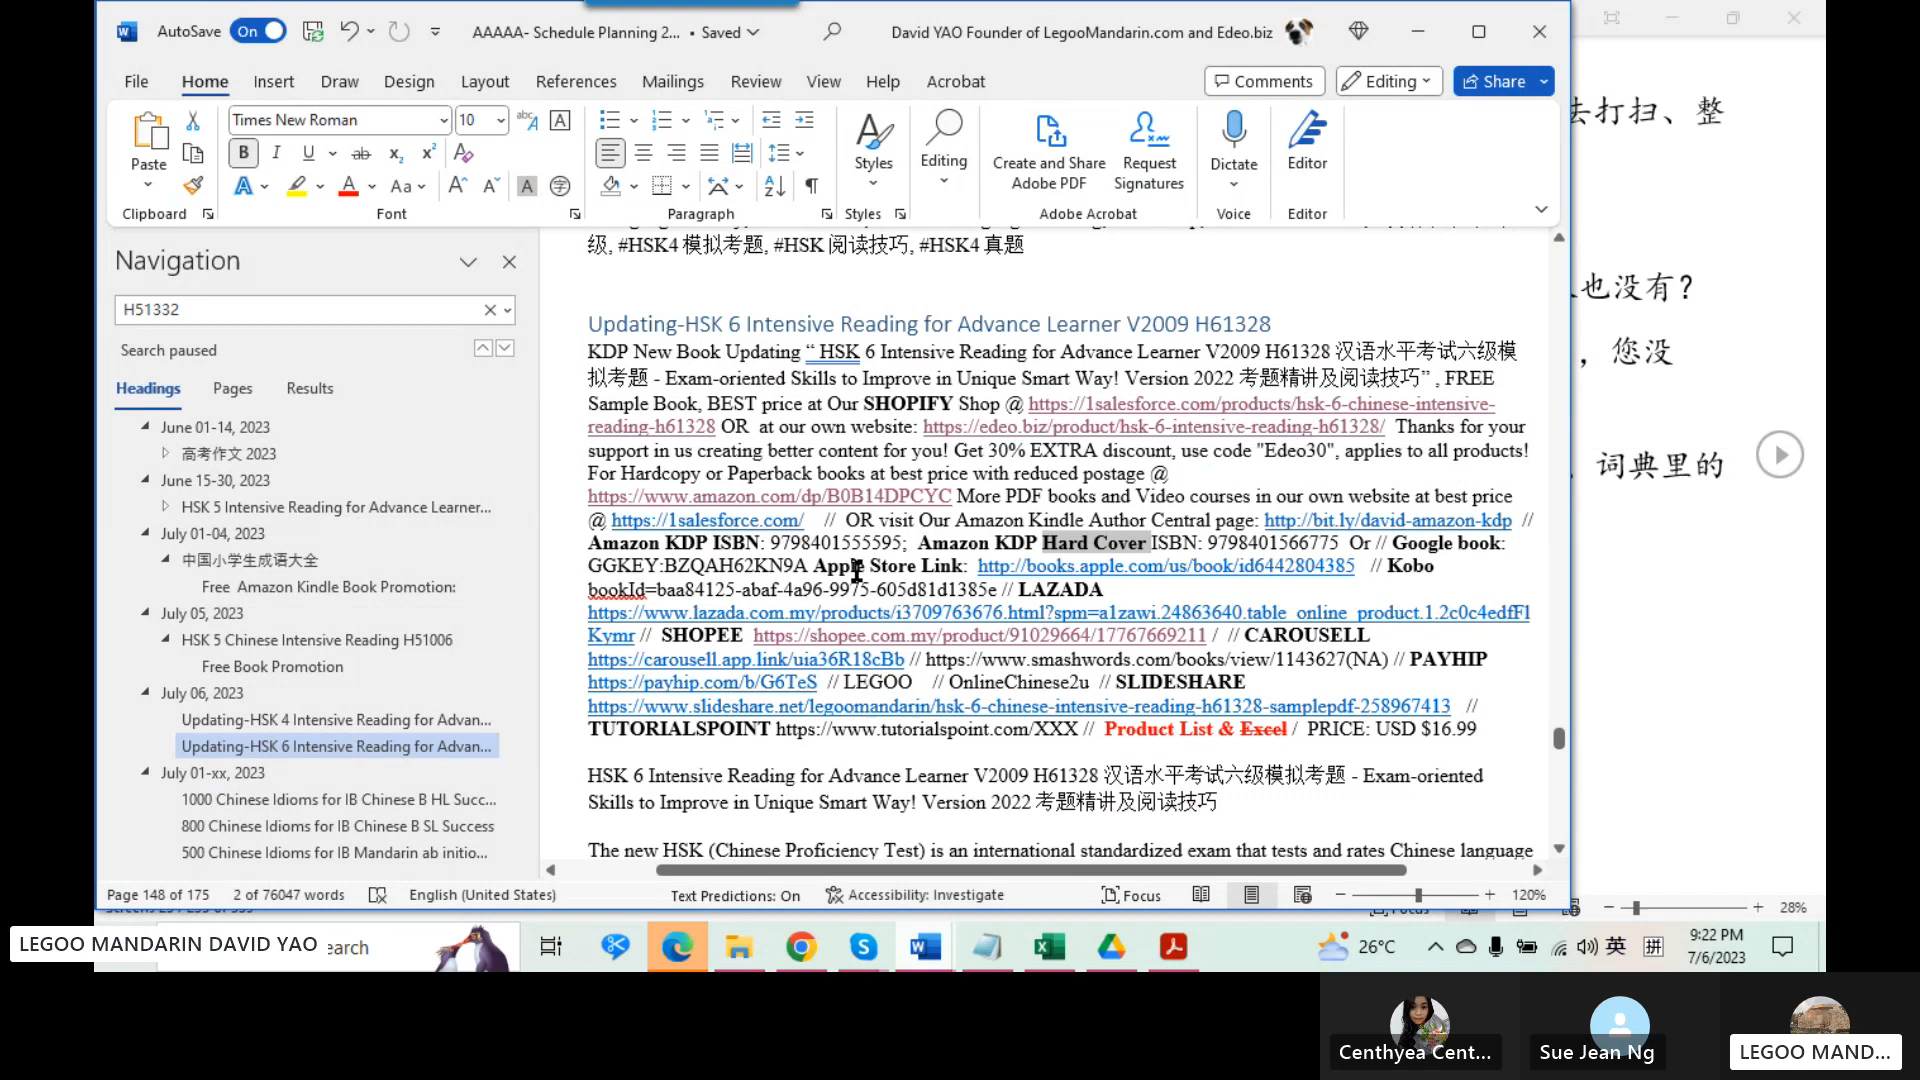 AutoSave On AAAAA- Schedule Planning 2... • Saved David YAO Founder of LegooMandarin.com and Edeo.biz
File Home Insert Draw Design Layout References Mailings Review View Help Acrobat Comments Editing Share
Times New Roman 10
Paste Styles Editing Create and Share Adobe PDF Request Signatures Dictate Editor
Clipboard Font Paragraph Styles Adobe Acrobat Voice Editor
Navigation
H51332
Search paused
Headings Pages Results
June 01-14, 2023
高考作文 2023
June 15-30, 2023
HSK 5 Intensive Reading for Advance Learner...
July 01-04, 2023
中国小学生成语大全
Free Amazon Kindle Book Promotion:
July 05, 2023
HSK 5 Chinese Intensive Reading H51006
Free Book Promotion
July 06, 2023
Updating-HSK 4 Intensive Reading for Advan...
Updating-HSK 6 Intensive Reading for Advan...
July 01-xx, 2023
1000 Chinese Idioms for IB Chinese B HL Succ...
800 Chinese Idioms for IB Chinese B SL Success
500 Chinese Idioms for IB Mandarin ab initio...
级, #HSK4 模拟考题, #HSK 阅读技巧, #HSK4 真题
Updating-HSK 6 Intensive Reading for Advance Learner V2009 H61328
KDP New Book Updating “ HSK 6 Intensive Reading for Advance Learner V2009 H61328 汉语水平考试六级模
拟考题 - Exam-oriented Skills to Improve in Unique Smart Way! Version 2022 考题精讲及阅读技巧” , FREE
Sample Book, BEST price at Our SHOPIFY Shop @ https://1salesforce.com/products/hsk-6-chinese-intensive-
reading-h61328 OR at our own website: https://edeo.biz/product/hsk-6-intensive-reading-h61328/ Thanks for your
support in us creating better content for you! Get 30% EXTRA discount, use code "Edeo30", applies to all products!
For Hardcopy or Paperback books at best price with reduced postage @
https://www.amazon.com/dp/B0B14DPCYC More PDF books and Video courses in our own website at best price
@ https://1salesforce.com/ // OR visit Our Amazon Kindle Author Central page: http://bit.ly/david-amazon-kdp //
Amazon KDP ISBN: 9798401555595; Amazon KDP Hard Cover ISBN: 9798401566775 Or // Google book:
GGKEY:BZQAH62KN9A Apple Store Link: http://books.apple.com/us/book/id6442804385 // Kobo
bookId=baa84125-abaf-4a96-9975-605d81d1385e // LAZADA
https://www.lazada.com.my/products/i3709763676.html?spm=a1zawi.24863640.table_online_product.1.2c0c4edfFl
Kymr // SHOPEE https://shopee.com.my/product/91029664/17767669211 / // CAROUSELL
https://carousell.app.link/uia36R18cBb // https://www.smashwords.com/books/view/1143627(NA) // PAYHIP
https://payhip.com/b/G6TeS // LEGOO // OnlineChinese2u // SLIDESHARE
https://www.slideshare.net/legoomandarin/hsk-6-chinese-intensive-reading-h61328-samplepdf-258967413 //
TUTORIALSPOINT https://www.tutorialspoint.com/XXX // Product List & Excel / PRICE: USD $16.99
HSK 6 Intensive Reading for Advance Learner V2009 H61328 汉语水平考试六级模拟考题 - Exam-oriented
Skills to Improve in Unique Smart Way! Version 2022 考题精讲及阅读技巧
The new HSK (Chinese Proficiency Test) is an international standardized exam that tests and rates Chinese language
Page 148 of 175 2 of 76047 words English (United States) Text Predictions: On Accessibility: Investigate Focus 120%
去打扫、整
也没有?
，您没
词典里的
28%
LEGOO MANDARIN DAVID YAO
earch
26°C 英 拼 9:22 PM
7/6/2023
Centhyea Cent... Sue Jean Ng LEGOO MAND...